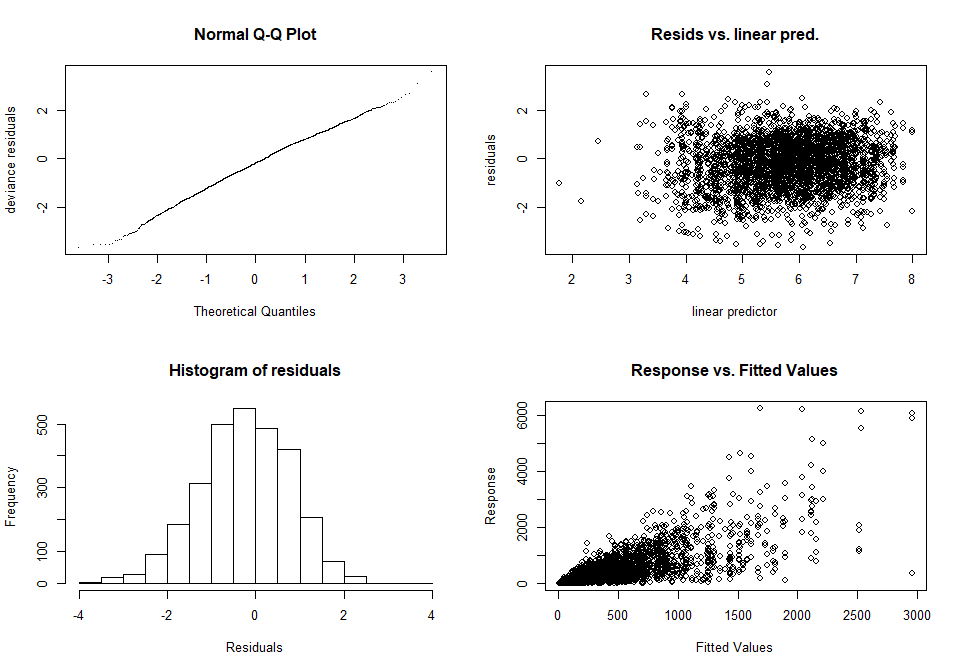 Normal Q-Q Plot
deviance residuals
2
0
-2
-3 -2 -1 0 1 2 3
Theoretical Quantiles
Resids vs. linear pred.
residuals
2
0
-2
2 3 4 5 6 7 8
linear predictor
Histogram of residuals
Frequency
500
300
100
0
-4 -2 0 2 4
Residuals
Response vs. Fitted Values
Response
6000
4000
2000
0
0 500 1000 1500 2000 2500 3000
Fitted Values